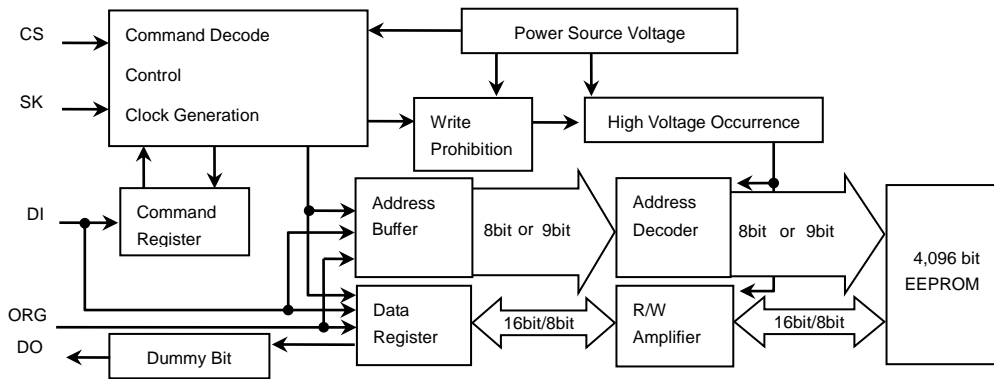 CS
SK
DI
ORG
DO
Command Decode
Control
Clock Generation
Power Source Voltage
Write
Prohibition
High Voltage Occurrence
Command
Register
Address
Buffer
8bit or 9bit
Address
Decoder
8bit or 9bit
4,096 bit
EEPROM
Data
Register
16bit/8bit
R/W
Amplifier
16bit/8bit
Dummy Bit